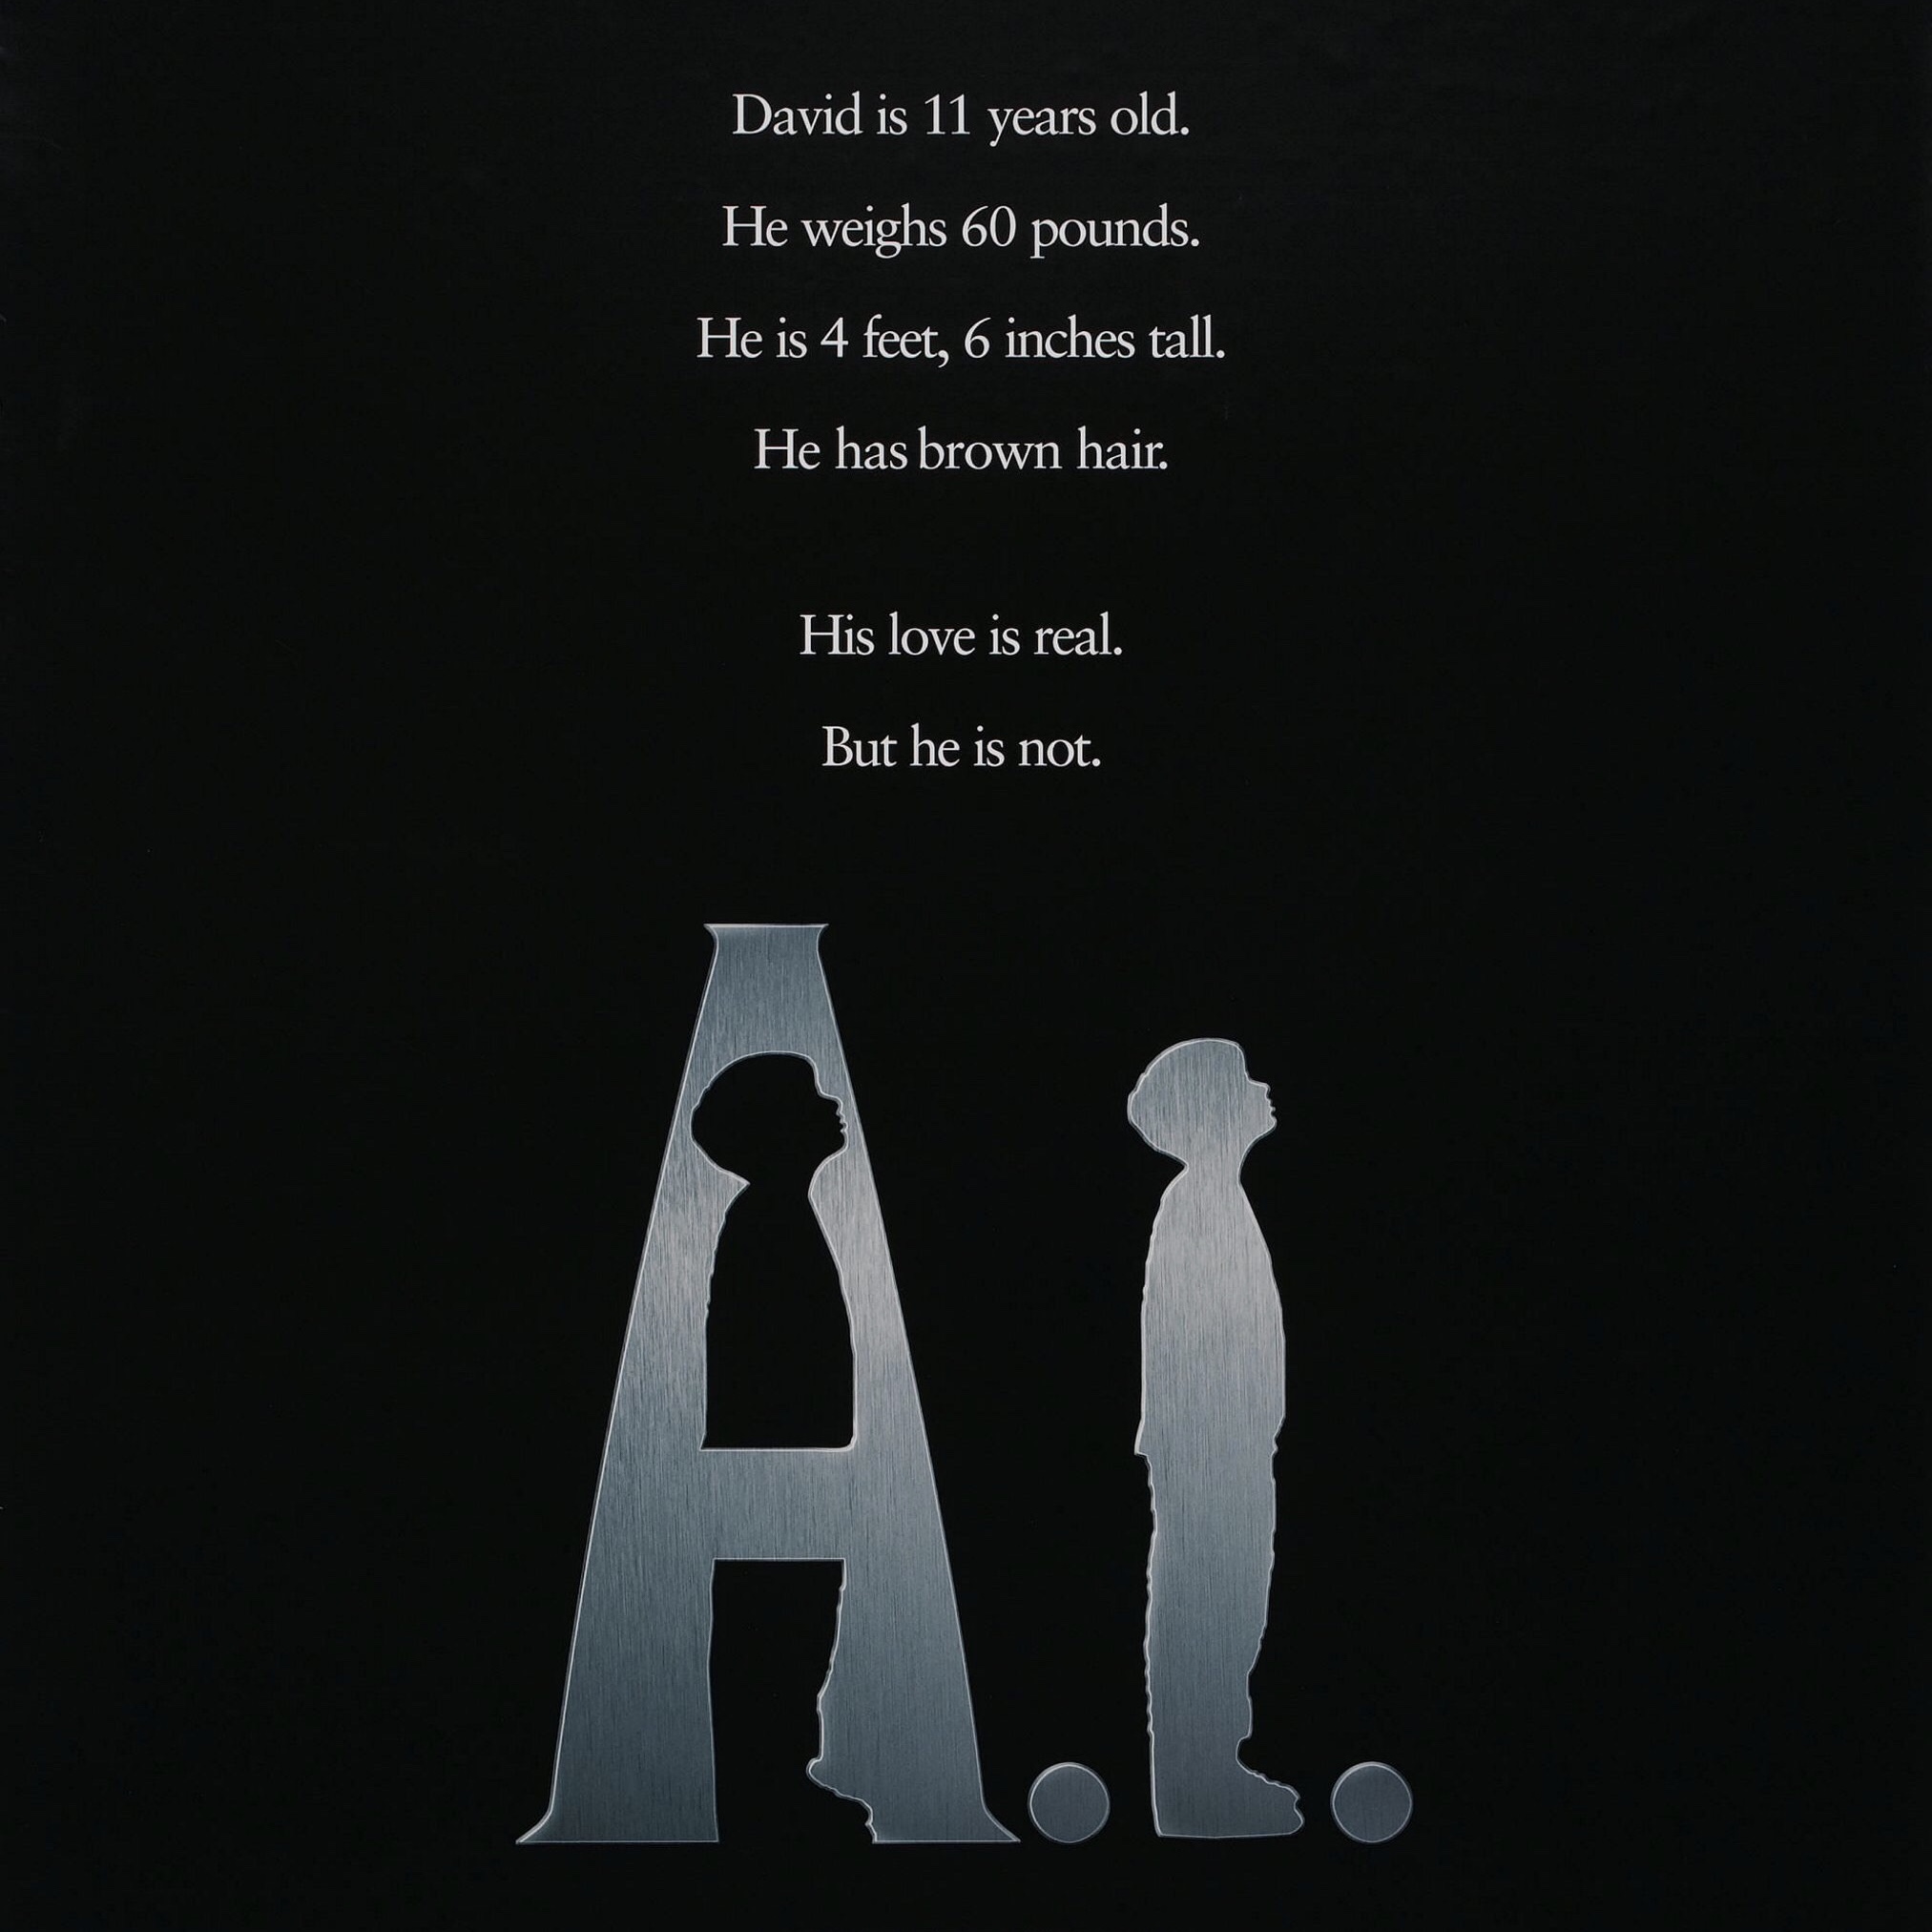 David is 11 years old.
He weighs 60 pounds.
He is 4 feet, 6 inches tall.
He has brown hair.
His love is real.
But he is not.
A.I.